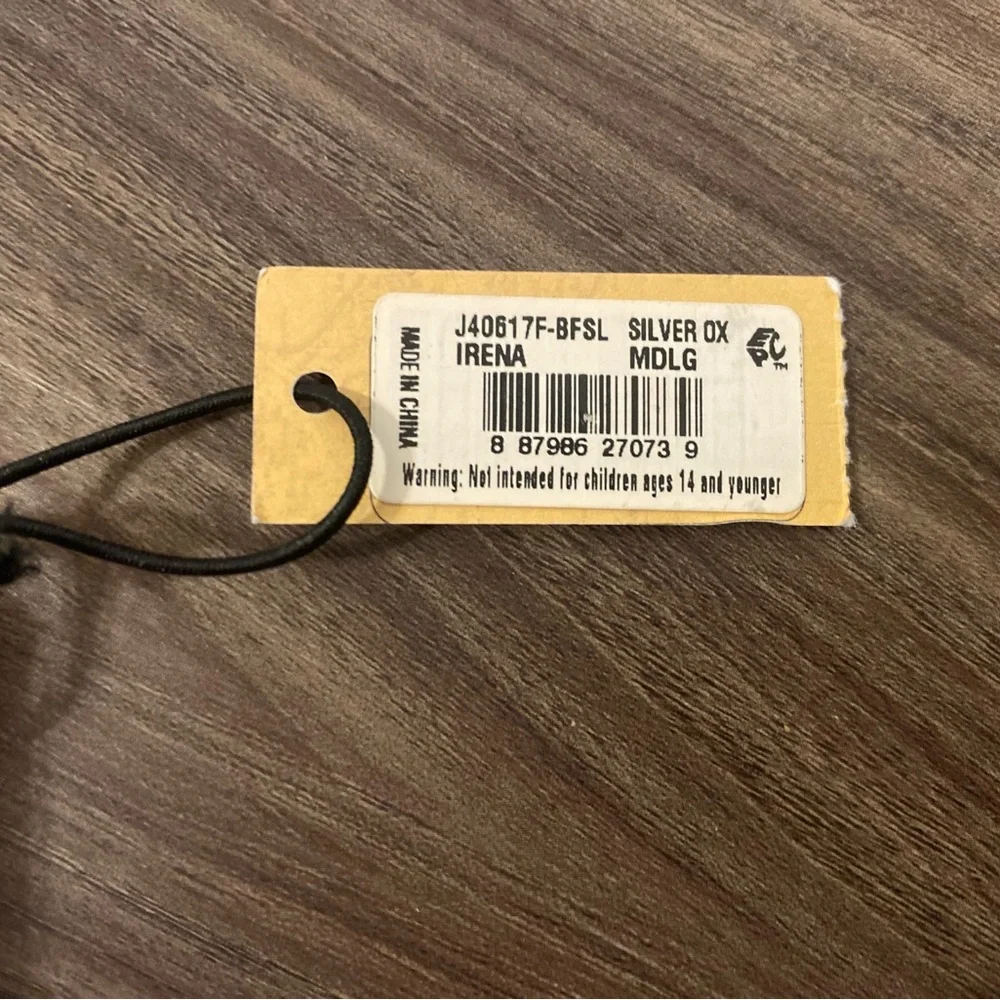 MADE IN CHINA
J40617F-BFSL SILVER OX
IRENA MDLG
8 87986 27073 9
Warning: Not intended for children ages 14 and younger
ECP™